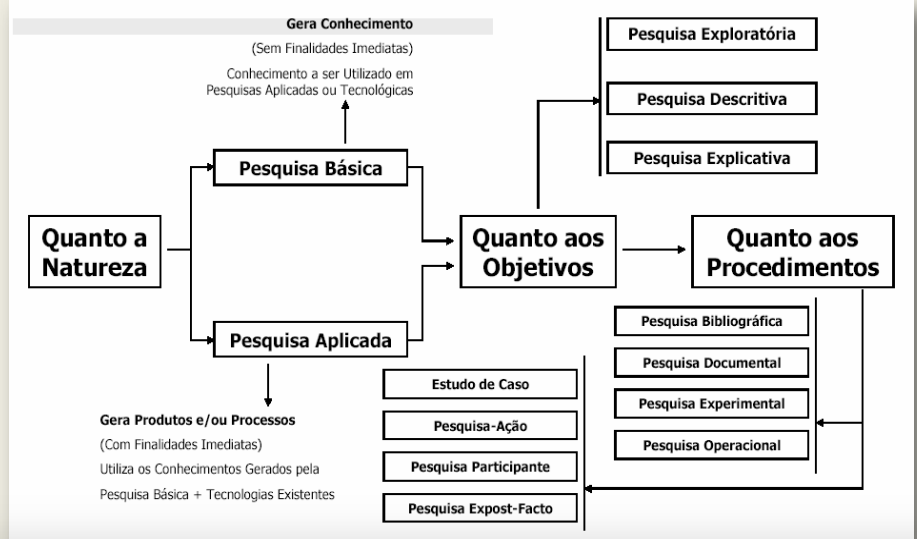 Gera Conhecimento
(Sem Finalidades Imediatas)
Conhecimento a ser Utilizado em
Pesquisas Aplicadas ou Tecnológicas
Pesquisa Básica
Quanto a
Natureza
Pesquisa Aplicada
Gera Produtos e/ou Processos
(Com Finalidades Imediatas)
Utiliza os Conhecimentos Gerados pela
Pesquisa Básica + Tecnologias Existentes
Quanto aos
Objetivos
Pesquisa Exploratória
Pesquisa Descritiva
Pesquisa Explicativa
Quanto aos
Procedimentos
Pesquisa Bibliográfica
Pesquisa Documental
Pesquisa Experimental
Pesquisa Operacional
Estudo de Caso
Pesquisa-Ação
Pesquisa Participante
Pesquisa Expost-Facto